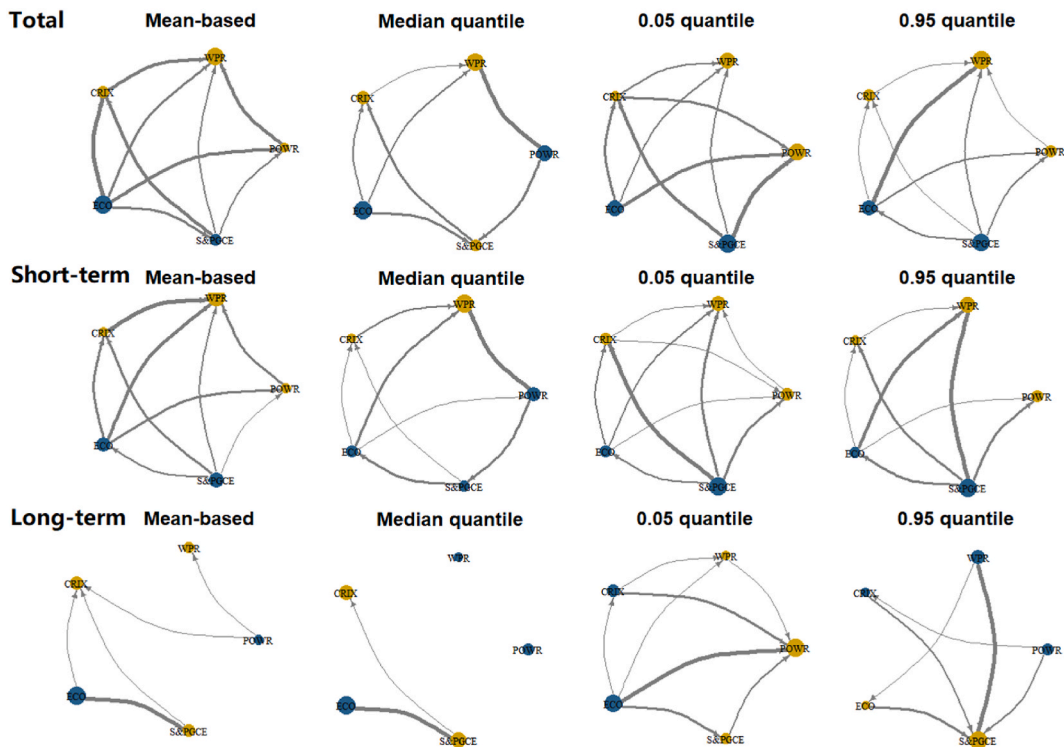 Total
Mean-based
Median quantile
0.05 quantile
0.95 quantile
WPR
CRIX
POWR
ECO
S&PGCE
WPR
CRIX
POWR
ECO
S&PGCE
WPR
CRIX
POWR
ECO
S&PGCE
WPR
CRIX
POWR
ECO
S&PGCE
Short-term
Mean-based
Median quantile
0.05 quantile
0.95 quantile
WPR
CRIX
POWR
ECO
S&PGCE
WPR
CRIX
POWR
ECO
S&PGCE
WPR
CRIX
POWR
ECO
S&PGCE
WPR
CRIX
POWR
ECO
S&PGCE
Long-term
Mean-based
Median quantile
0.05 quantile
0.95 quantile
WPR
CRIX
POWR
ECO
S&PGCE
WPR
CRIX
POWR
ECO
S&PGCE
WPR
CRIX
POWR
ECO
S&PGCE
WPR
CRIX
POWR
ECO
S&PGCE